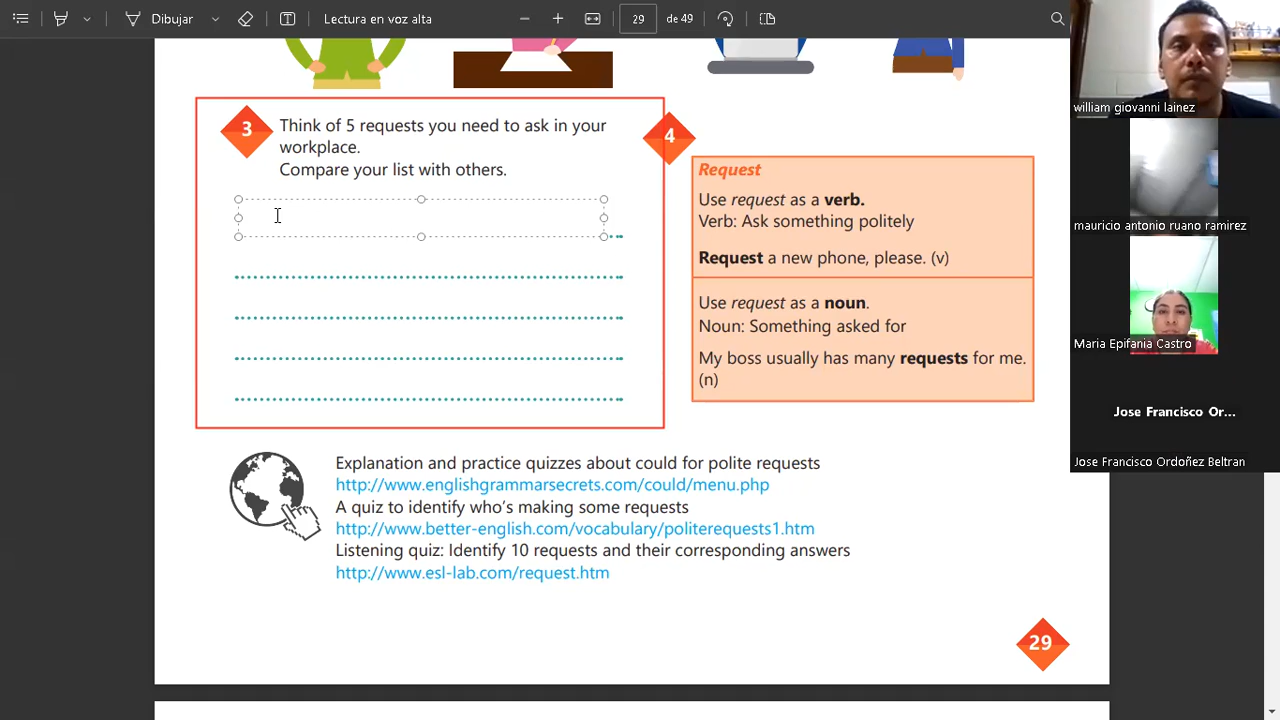 Dibujar
Lectura en voz alta
29 de 49
3
Think of 5 requests you need to ask in your
workplace.
Compare your list with others.
4
Request
Use request as a verb.
Verb: Ask something politely
Request a new phone, please. (v)
Use request as a noun.
Noun: Something asked for
My boss usually has many requests for me.
(n)
Explanation and practice quizzes about could for polite requests
http://www.englishgrammarsecrets.com/could/menu.php
A quiz to identify who's making some requests
http://www.better-english.com/vocabulary/politerequests1.htm
Listening quiz: Identify 10 requests and their corresponding answers
http://www.esl-lab.com/request.htm
29
william giovanni lainez
mauricio antonio ruano ramirez
Maria Epifania Castro
Jose Francisco Or...
Jose Francisco Ordoñez Beltran